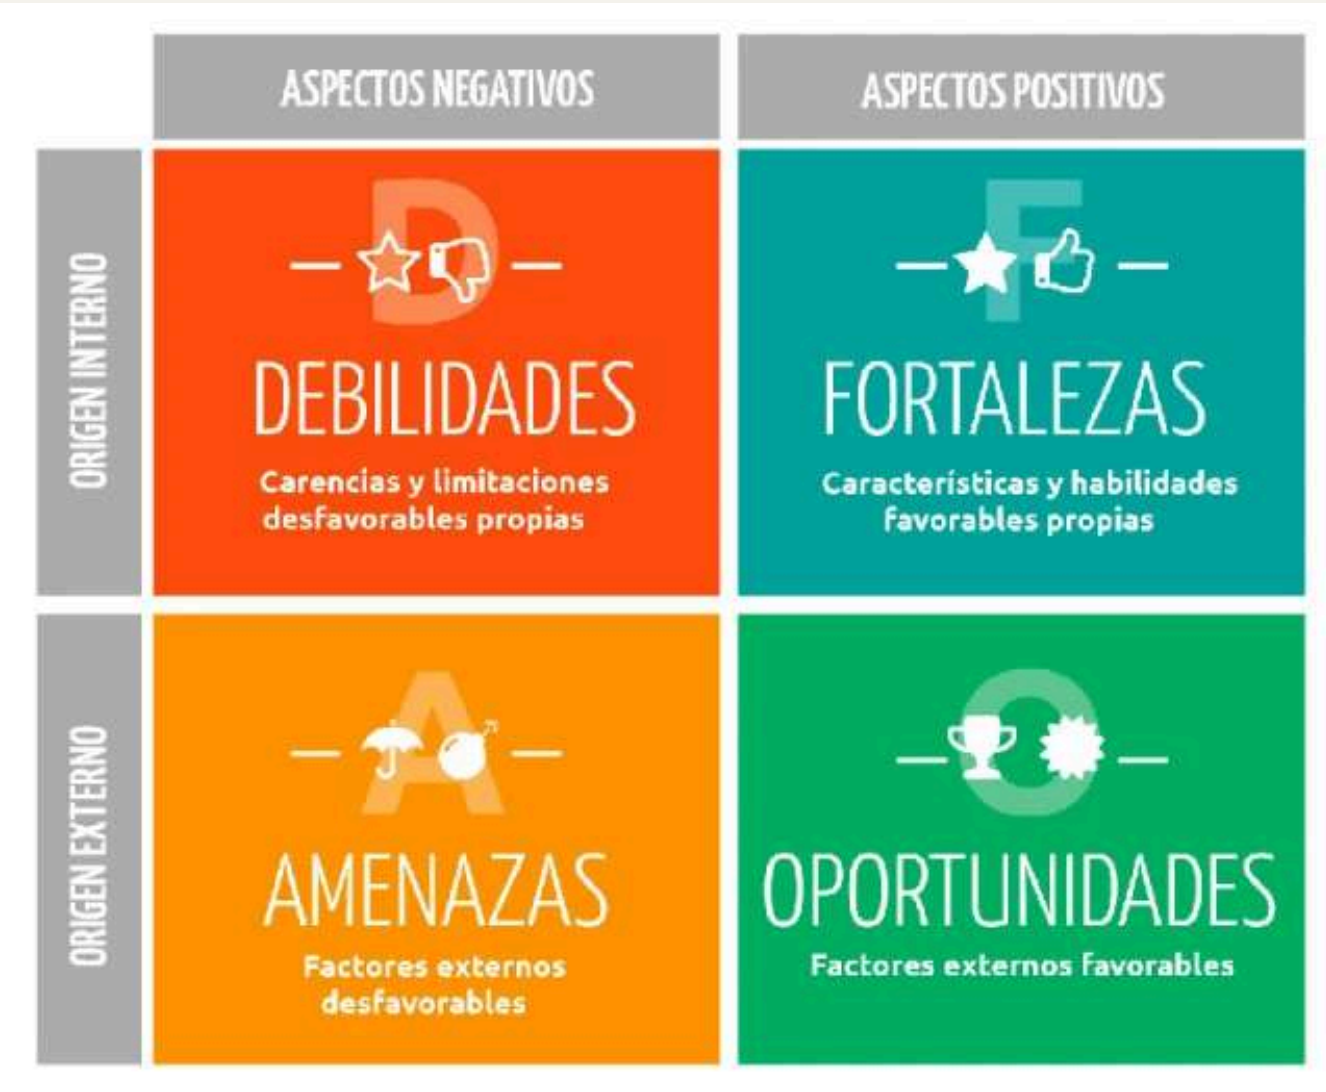 ASPECTOS NEGATIVOS
ASPECTOS POSITIVOS
ORIGEN INTERNO
D
DEBILIDADES
Carencias y limitaciones
desfavorables propias
F
FORTALEZAS
Características y habilidades
favorables propias
ORIGEN EXTERNO
A
AMENAZAS
Factores externos
desfavorables
O
OPORTUNIDADES
Factores externos favorables